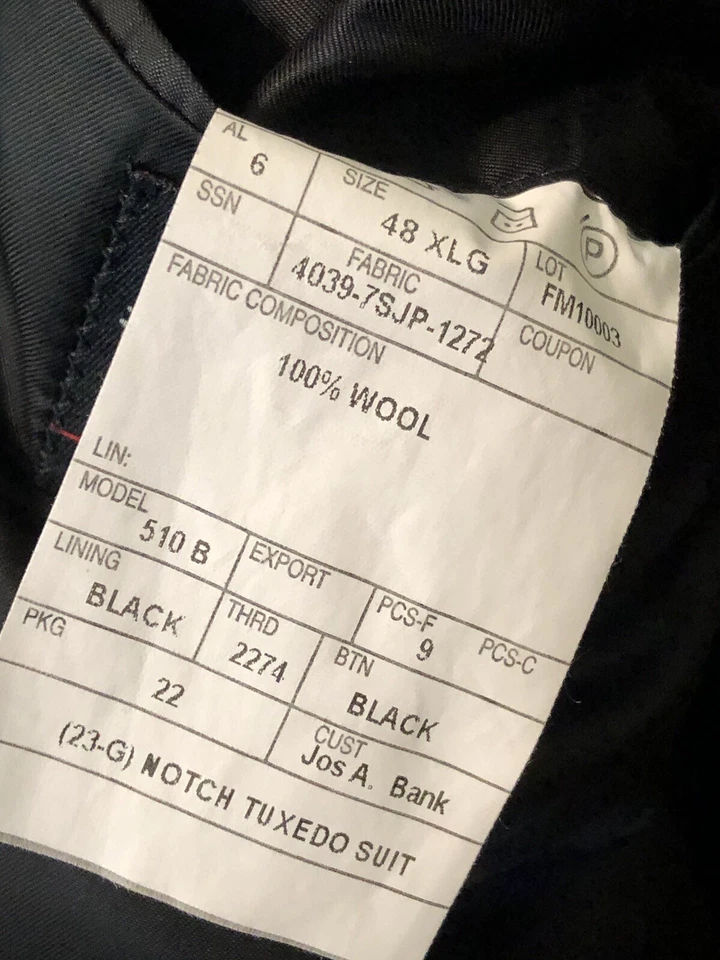 AL
6
SIZE
48 XLG
P
LOT
FM10003
SSN
FABRIC
4039-7SJP-1272
COUPON
FABRIC COMPOSITION
100% WOOL
LIN:
MODEL
510 B
EXPORT
PCS-F
9
PCS-C
LINING
BLACK
THRD
2274
BTN
BLACK
PKG
22
CUST
Jos A. Bank
(23-G) NOTCH TUXEDO SUIT